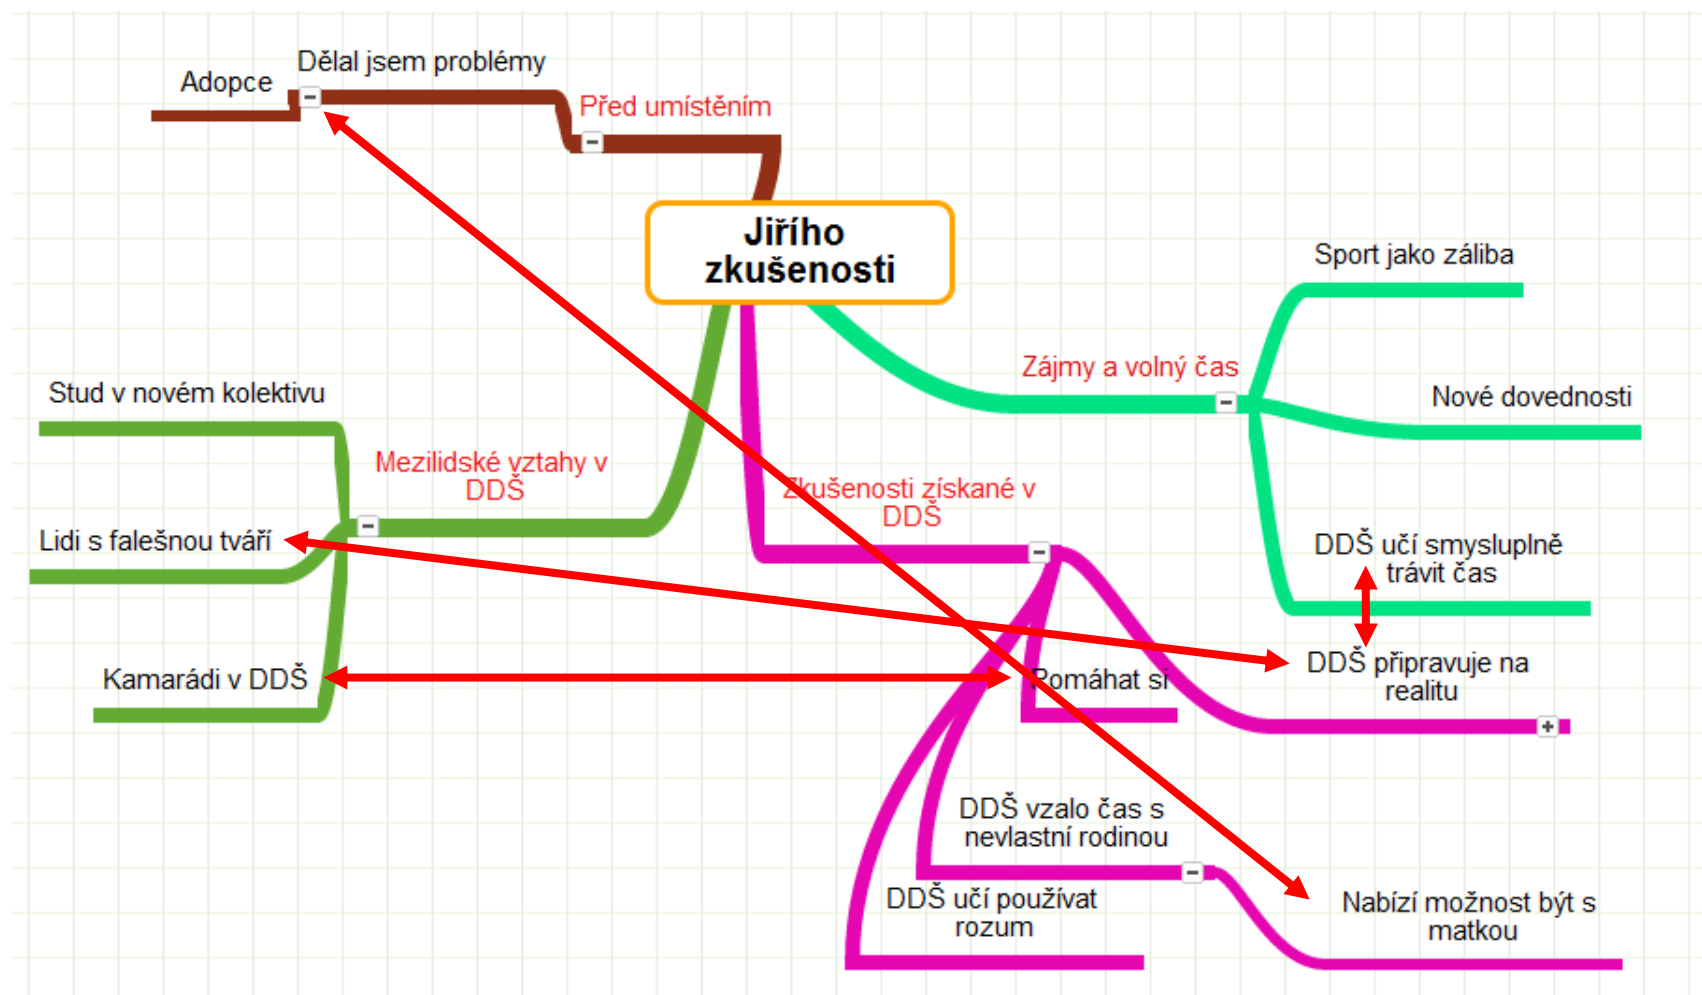 Dělal jsem problémy
Adopce
Před umístěním
Jiřího
zkušenosti
Sport jako záliba
Zájmy a volný čas
Nové dovednosti
DDŠ učí smysluplně
trávit čas
Stud v novém kolektivu
Mezilidské vztahy v
DDŠ
Lidi s falešnou tváří
Kamarádi v DDŠ
Zkušenosti získané v
DDŠ
Pomáhat si
DDŠ připravuje na
realitu
DDŠ vzalo čas s
nevlastní rodinou
DDŠ učí používat
rozum
Nabízí možnost být s
matkou